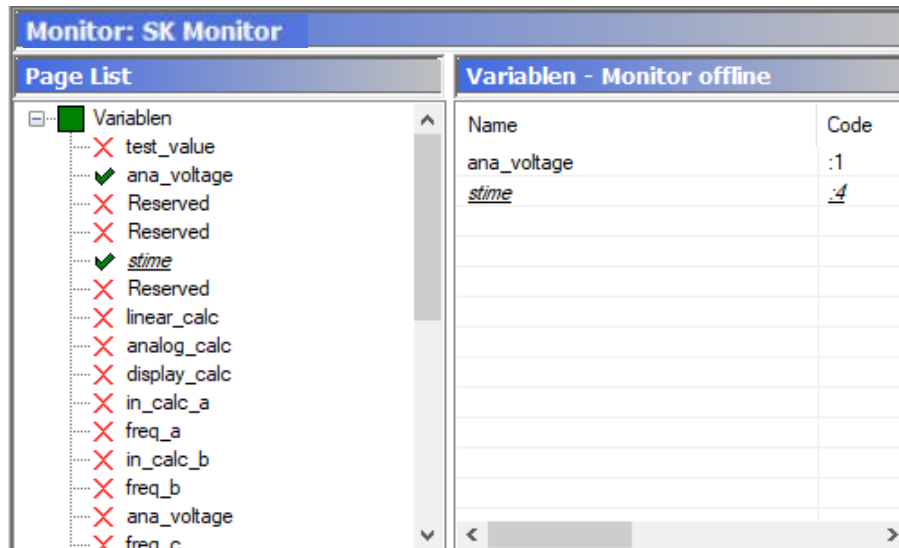 Monitor: SK Monitor
Page List
Variablen
test_value
ana_voltage
Reserved
Reserved
stime
Reserved
linear_calc
analog_calc
display_calc
in_calc_a
freq_a
in_calc_b
freq_b
ana_voltage
freq_c
Variablen - Monitor offline
Name Code
ana_voltage :1
stime :4